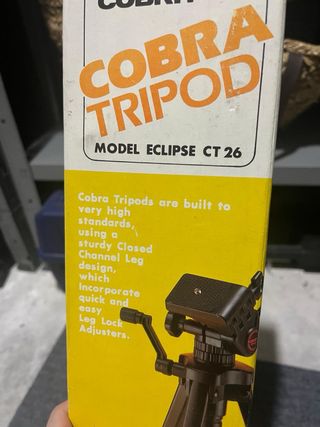 COBRA
COBRA
TRIPOD
MODEL ECLIPSE CT 26
Cobra Tripods are built to
very high
standards,
using a
sturdy Closed
Channel Leg
design,
which
Incorporate
quick and
easy
Leg Lock
Adjusters.